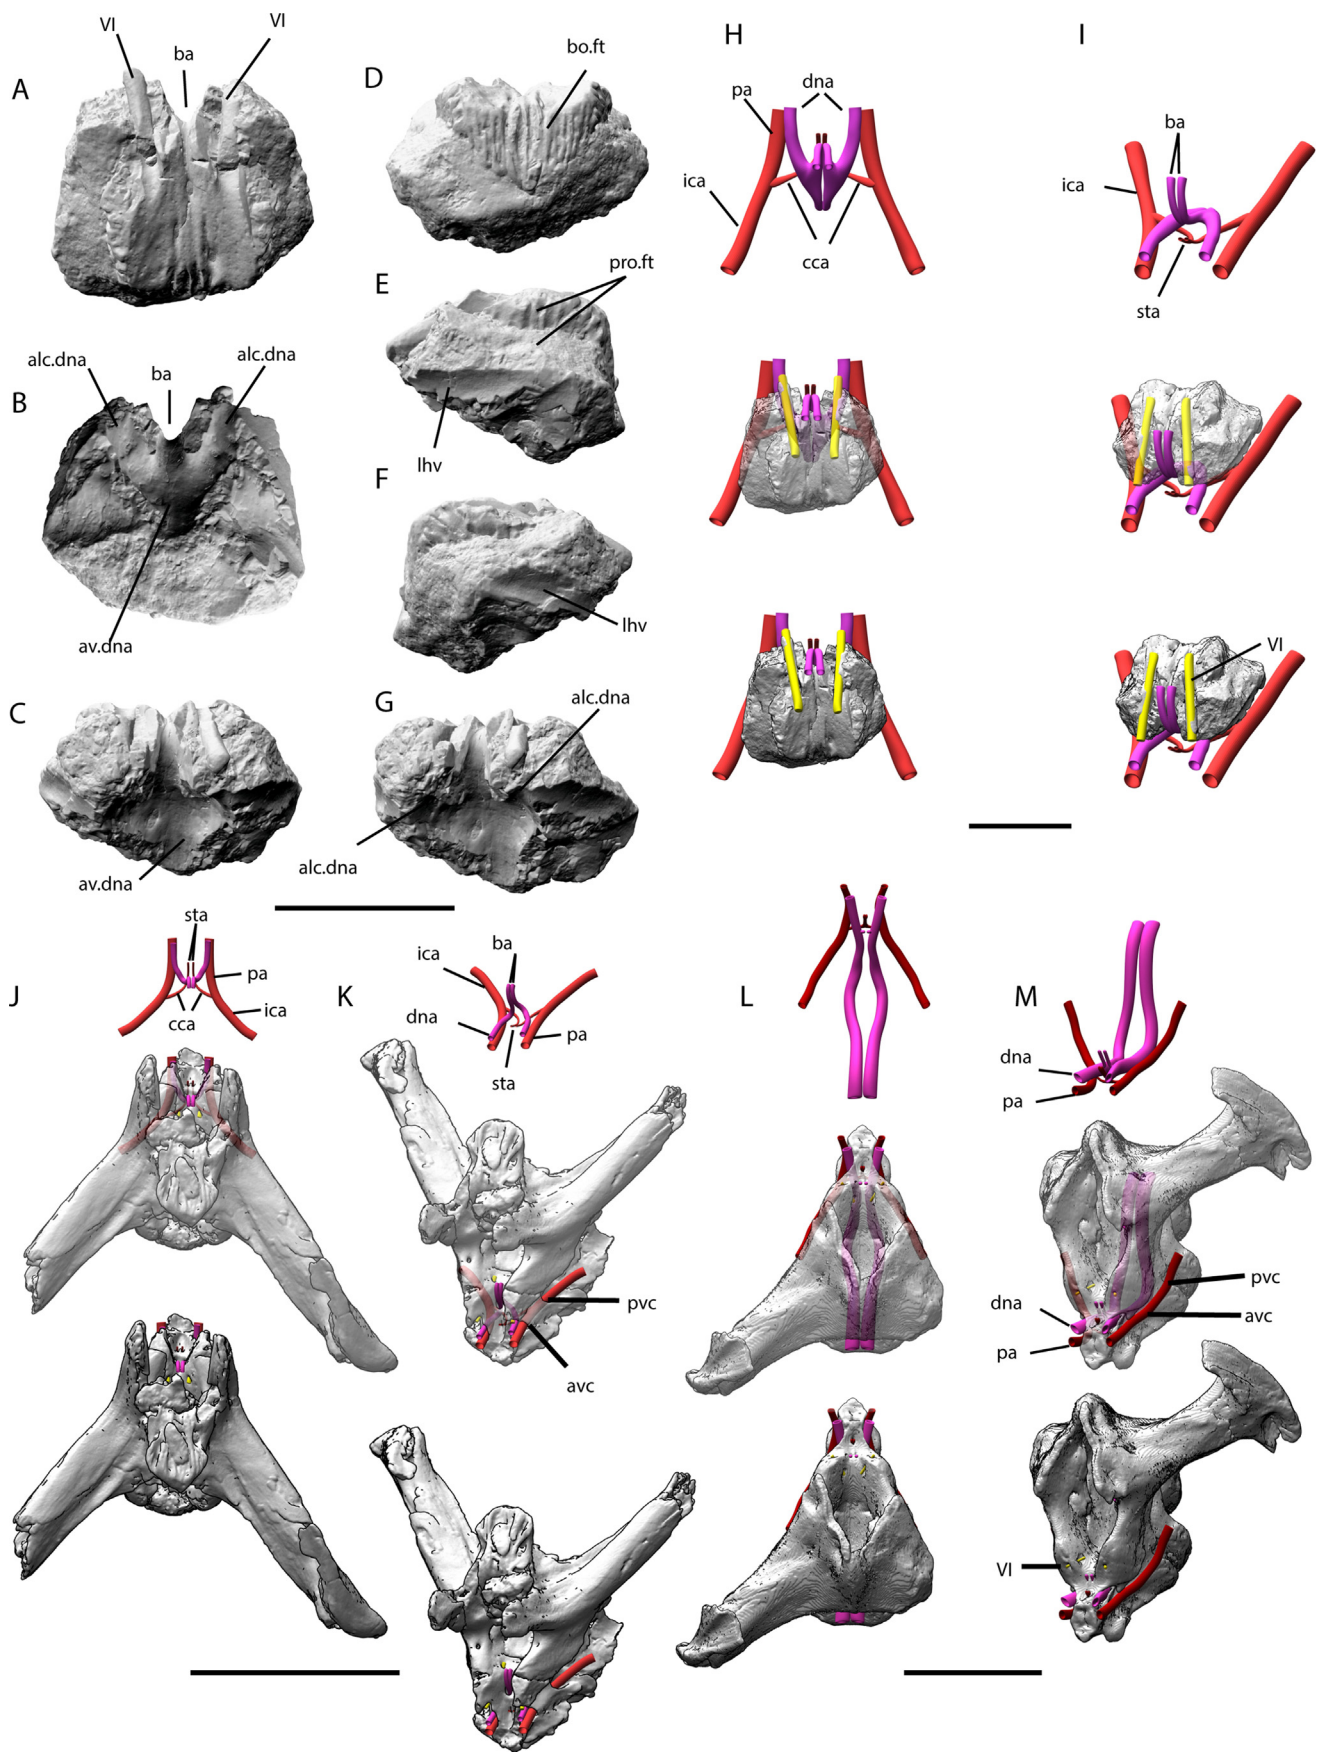 VI
VI
ba
A
D
bo.ft
H
I
dna
pa
ba
ica
ica
cca
sta
E
pro.ft
lhv
alc.dna
alc.dna
ba
B
av.dna
F
lhv
VI
C
G
alc.dna
av.dna
alc.dna
sta
J
pa
cca
ica
ba
ica
K
dna
pa
sta
L
M
dna
pa
pvc
avc
pvc
dna
avc
pa
VI